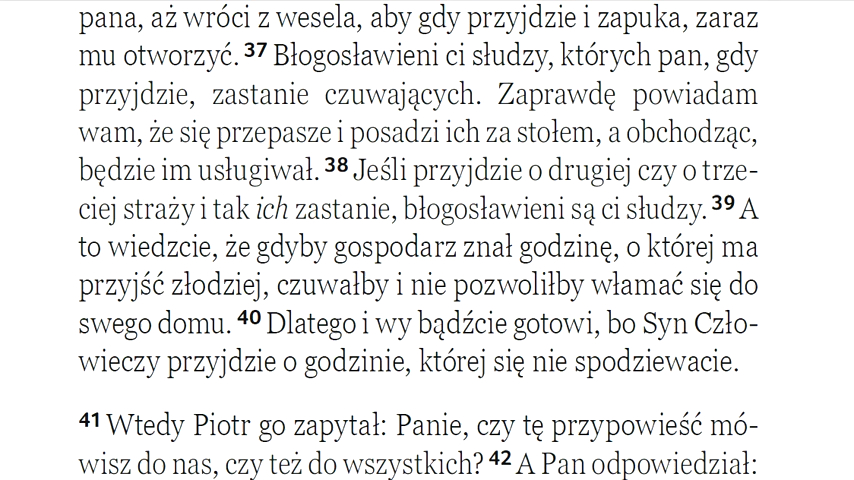 pana, aż wróci z wesela, aby gdy przyjdzie i zapuka, zaraz
mu otworzyć. 37 Błogosławieni ci słudzy, których pan, gdy
przyjdzie, zastanie czuwających. Zaprawdę powiadam
wam, że się przepasze i posadzi ich za stołem, a obchodząc,
będzie im usługiwał. 38 Jeśli przyjdzie o drugiej czy o trze-
ciej straży i tak ich zastanie, błogosławieni są ci słudzy. 39 A
to wiedzcie, że gdyby gospodarz znał godzinę, o której ma
przyjść złodziej, czuwałby i nie pozwoliłby włamać się do
swego domu. 40 Dlatego i wy bądźcie gotowi, bo Syn Czło-
wieczy przyjdzie o godzinie, której się nie spodziewacie.
41 Wtedy Piotr go zapytał: Panie, czy tę przypowieść mó-
wisz do nas, czy też do wszystkich? 42 A Pan odpowiedział: